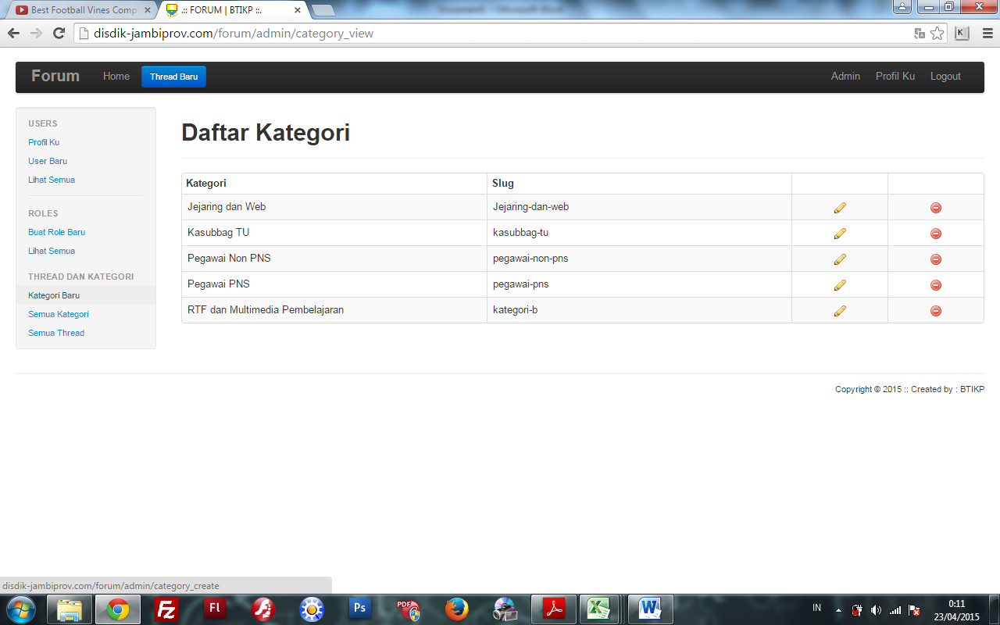 Best Football Vines Comp
.:: FORUM | BTIKP ::.
disdik-jambiprov.com/forum/admin/category_view
Forum Home Thread Baru Admin Profil Ku Logout
USERS
Profil Ku
User Baru
Lihat Semua
ROLES
Buat Role Baru
Lihat Semua
THREAD DAN KATEGORI
Kategori Baru
Semua Kategori
Semua Thread
Daftar Kategori
Kategori Slug
Jejaring dan Web Jejaring-dan-web
Kasubbag TU kasubbag-tu
Pegawai Non PNS pegawai-non-pns
Pegawai PNS pegawai-pns
RTF dan Multimedia Pembelajaran kategori-b
Copyright © 2015 :: Created by : BTIKP
disdik-jambiprov.com/forum/admin/category_create
Fz
Fl
Ps
PDF
W
IN
0:11
23/04/2015